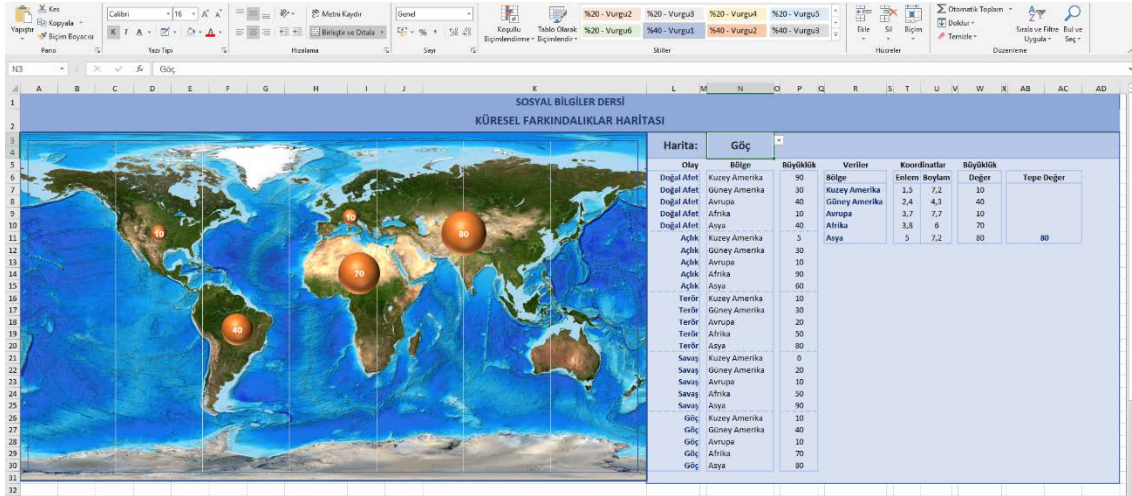 Kes
Kopyala
Biçim Boyacısı
Yapıştır
Pano
Calibri
16
K T A
Yazı Tipi
Metni Kaydır
Birleştir ve Ortala
Hizalama
Genel
Sayı
Koşullu Biçimlendirme
Tablo Olarak Biçimlendir
%20 - Vurgu2 %20 - Vurgu3 %20 - Vurgu4 %20 - Vurgu5
%20 - Vurgu6 %40 - Vurgu1 %40 - Vurgu2 %40 - Vurgu3
Stiller
Ekle Sil Biçim
Hücreler
Otomatik Toplam
Doldur
Temizle
Sırala ve Filtre Uygula
Bul ve Seç
Düzenleme
N3 Göç
A B C D E F G H I J K L M N O P Q R S T U V W X AB AC AD
SOSYAL BİLGİLER DERSİ
KÜRESEL FARKINDALIKLAR HARİTASI
Harita: Göç
Olay Bölge Büyüklük Veriler Koordinatlar Büyüklük
Doğal Afet Kuzey Amerika 90 Bölge Enlem Boylam Değer Tepe Değer
Doğal Afet Güney Amerika 30 Kuzey Amerika 1,5 7,2 10
Doğal Afet Avrupa 40 Güney Amerika 2,4 4,3 40
Doğal Afet Afrika 10 Avrupa 3,7 7,7 10
Doğal Afet Asya 40 Afrika 3,8 6 70
Açlık Kuzey Amerika 5 Asya 5 7,2 80 80
Açlık Güney Amerika 30
Açlık Avrupa 10
Açlık Afrika 90
Açlık Asya 60
Terör Kuzey Amerika 10
Terör Güney Amerika 30
Terör Avrupa 20
Terör Afrika 50
Terör Asya 80
Savaş Kuzey Amerika 0
Savaş Güney Amerika 20
Savaş Avrupa 10
Savaş Afrika 50
Savaş Asya 90
Göç Kuzey Amerika 10
Göç Güney Amerika 40
Göç Avrupa 10
Göç Afrika 70
Göç Asya 80
10
10
80
70
40